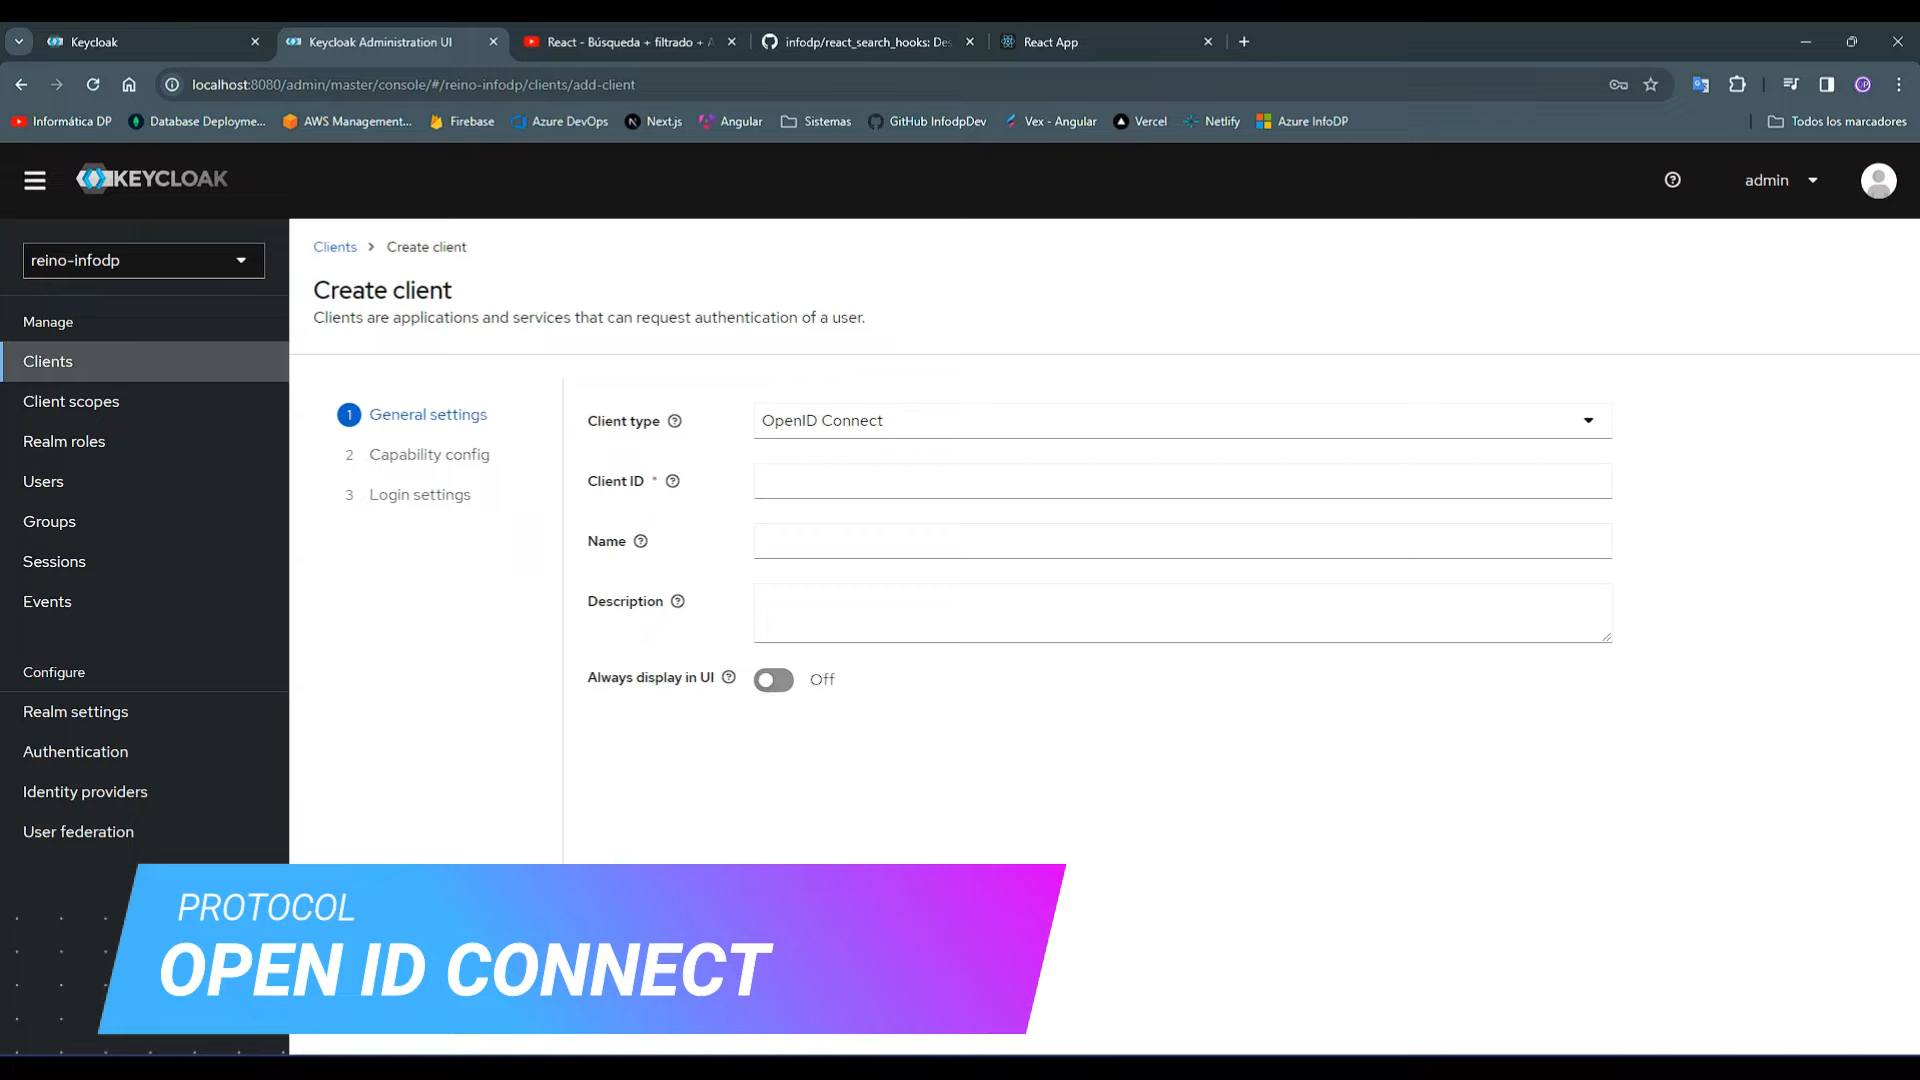 Keycloak
Keycloak Administration UI
React - Búsqueda + filtrado +
infodp/react_search_hooks: Des
React App
localhost:8080/admin/master/console/#/reino-infodp/clients/add-client
Informática DP
Database Deployme...
AWS Management...
Firebase
Azure DevOps
Next.js
Angular
Sistemas
GitHub InfodpDev
Vex - Angular
Vercel
Netlify
Azure InfoDP
Todos los marcadores
KEYCLOAK
admin
reino-infodp
Manage
Clients
Client scopes
Realm roles
Users
Groups
Sessions
Events
Configure
Realm settings
Authentication
Identity providers
User federation
Clients > Create client
Create client
Clients are applications and services that can request authentication of a user.
1 General settings
2 Capability config
3 Login settings
Client type
OpenID Connect
Client ID *
Name
Description
Always display in UI
Off
PROTOCOL
OPEN ID CONNECT